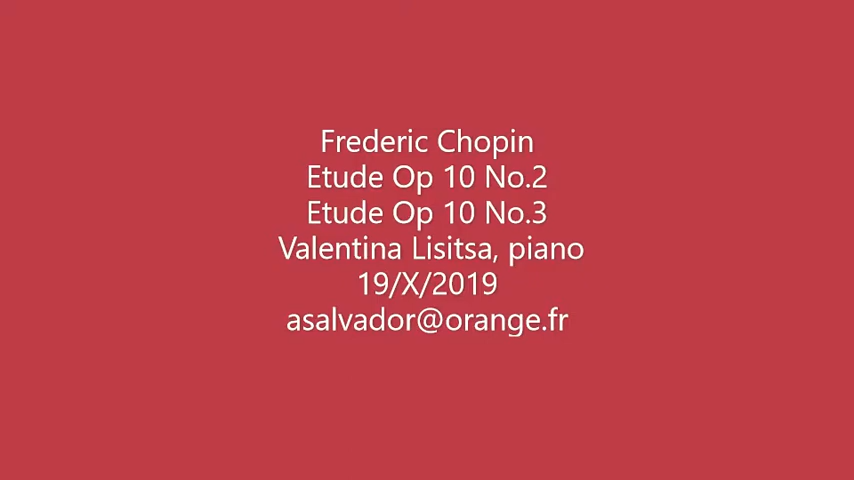 Frederic Chopin
Etude Op 10 No.2
Etude Op 10 No.3
Valentina Lisitsa, piano
19/X/2019
asalvador@orange.fr